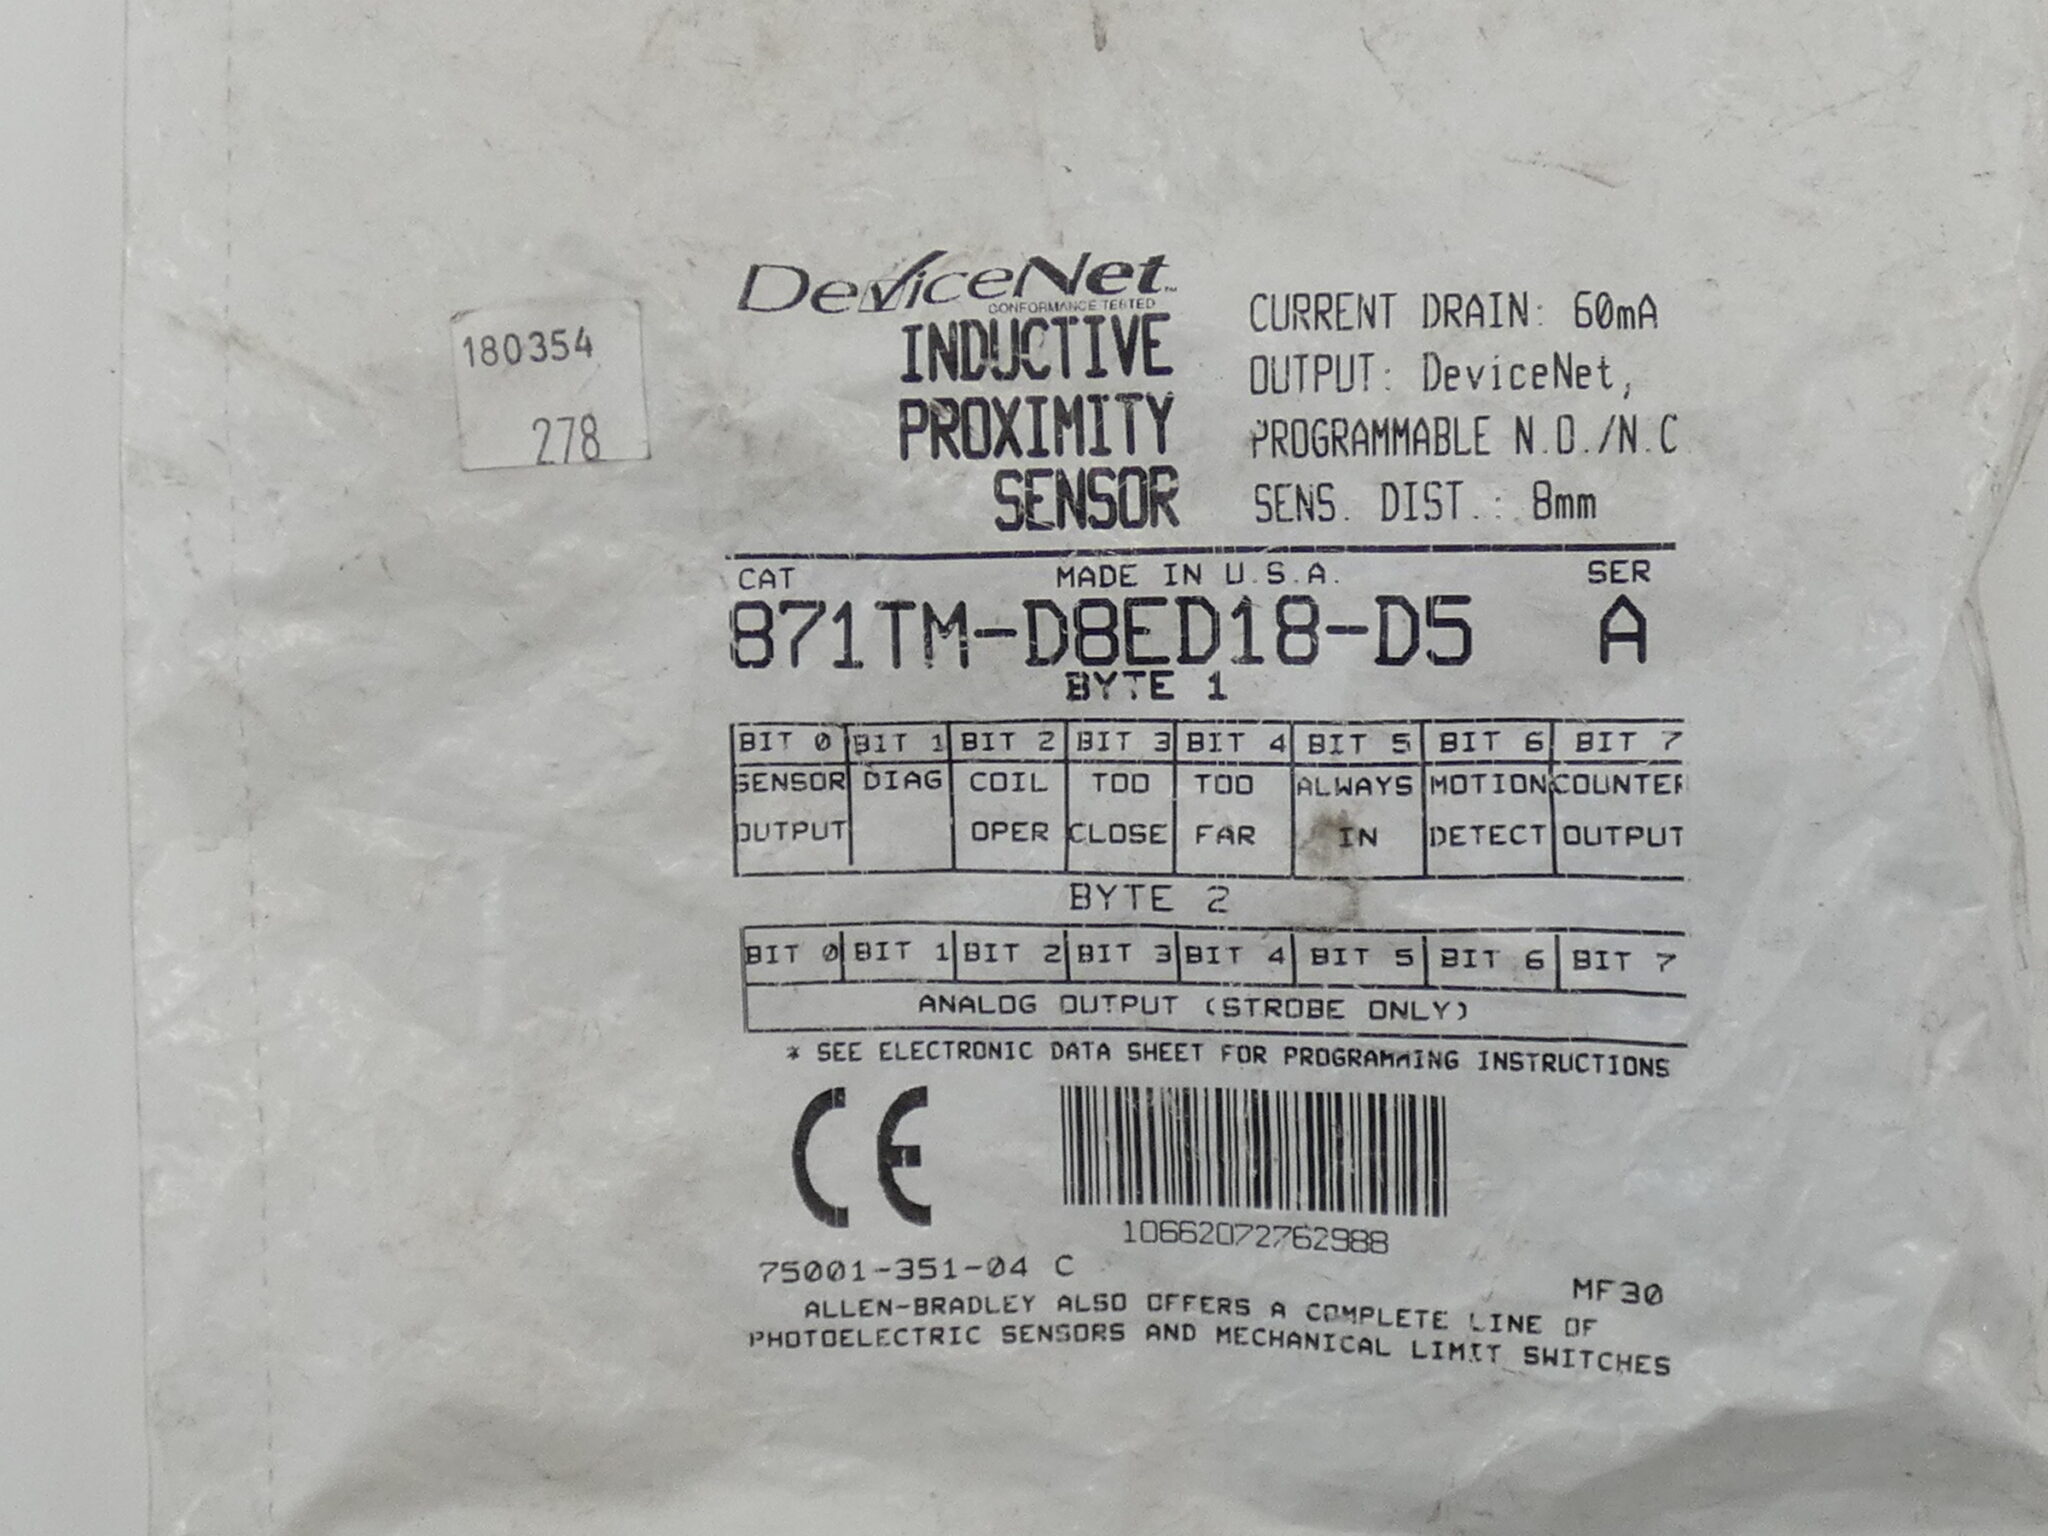 DeviceNet™
CONFORMANCE TESTED
INDUCTIVE
PROXIMITY
SENSOR
CURRENT DRAIN: 60mA
OUTPUT: DeviceNet,
PROGRAMMABLE N.O./N.C
SENS. DIST.: 8mm
180354
278
CAT MADE IN U.S.A. SER
871TM-D8ED18-D5 A
BYTE 1
BIT 0 BIT 1 BIT 2 BIT 3 BIT 4 BIT 5 BIT 6 BIT 7
SENSOR DIAG COIL TOO TOO ALWAYS MOTION COUNTER
OUTPUT OPER CLOSE FAR IN DETECT OUTPUT
BYTE 2
BIT 0 BIT 1 BIT 2 BIT 3 BIT 4 BIT 5 BIT 6 BIT 7
ANALOG OUTPUT (STROBE ONLY)
* SEE ELECTRONIC DATA SHEET FOR PROGRAMMING INSTRUCTIONS
CE
10662072762988
75001-351-04 C
MF30
ALLEN-BRADLEY ALSO OFFERS A COMPLETE LINE OF
PHOTOELECTRIC SENSORS AND MECHANICAL LIMIT SWITCHES